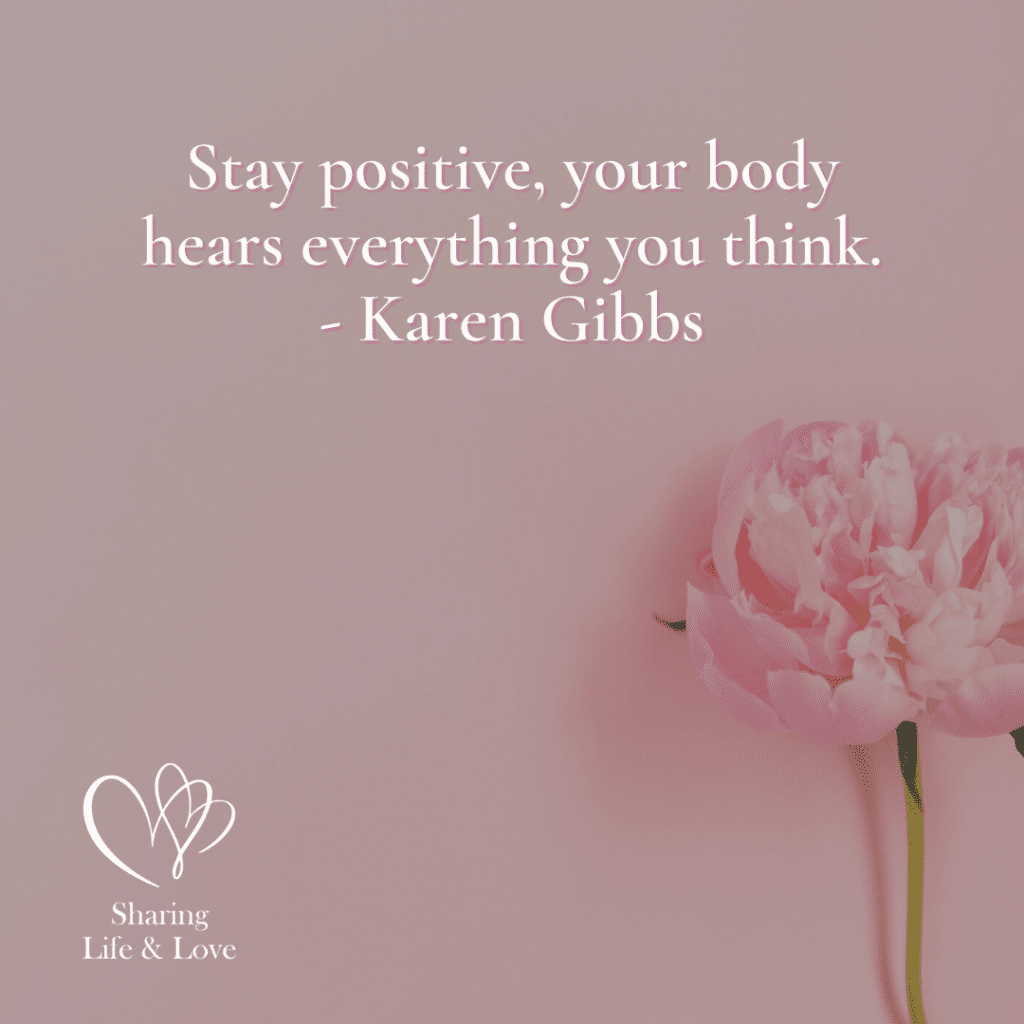 Stay positive, your body
hears everything you think.
- Karen Gibbs
Sharing
Life & Love